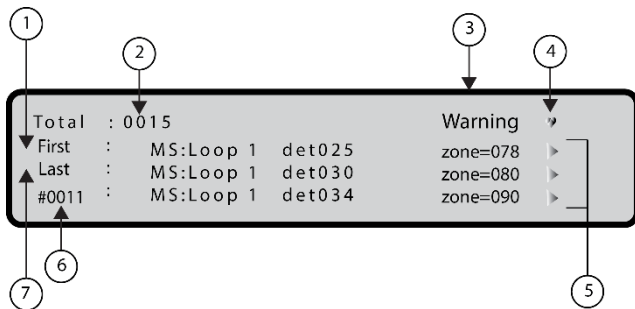 1
2
3
4
Total : 0015 Warning
First : MS:Loop 1 det025 zone=078
Last : MS:Loop 1 det030 zone=080
#0011 : MS:Loop 1 det034 zone=090
6
7
5